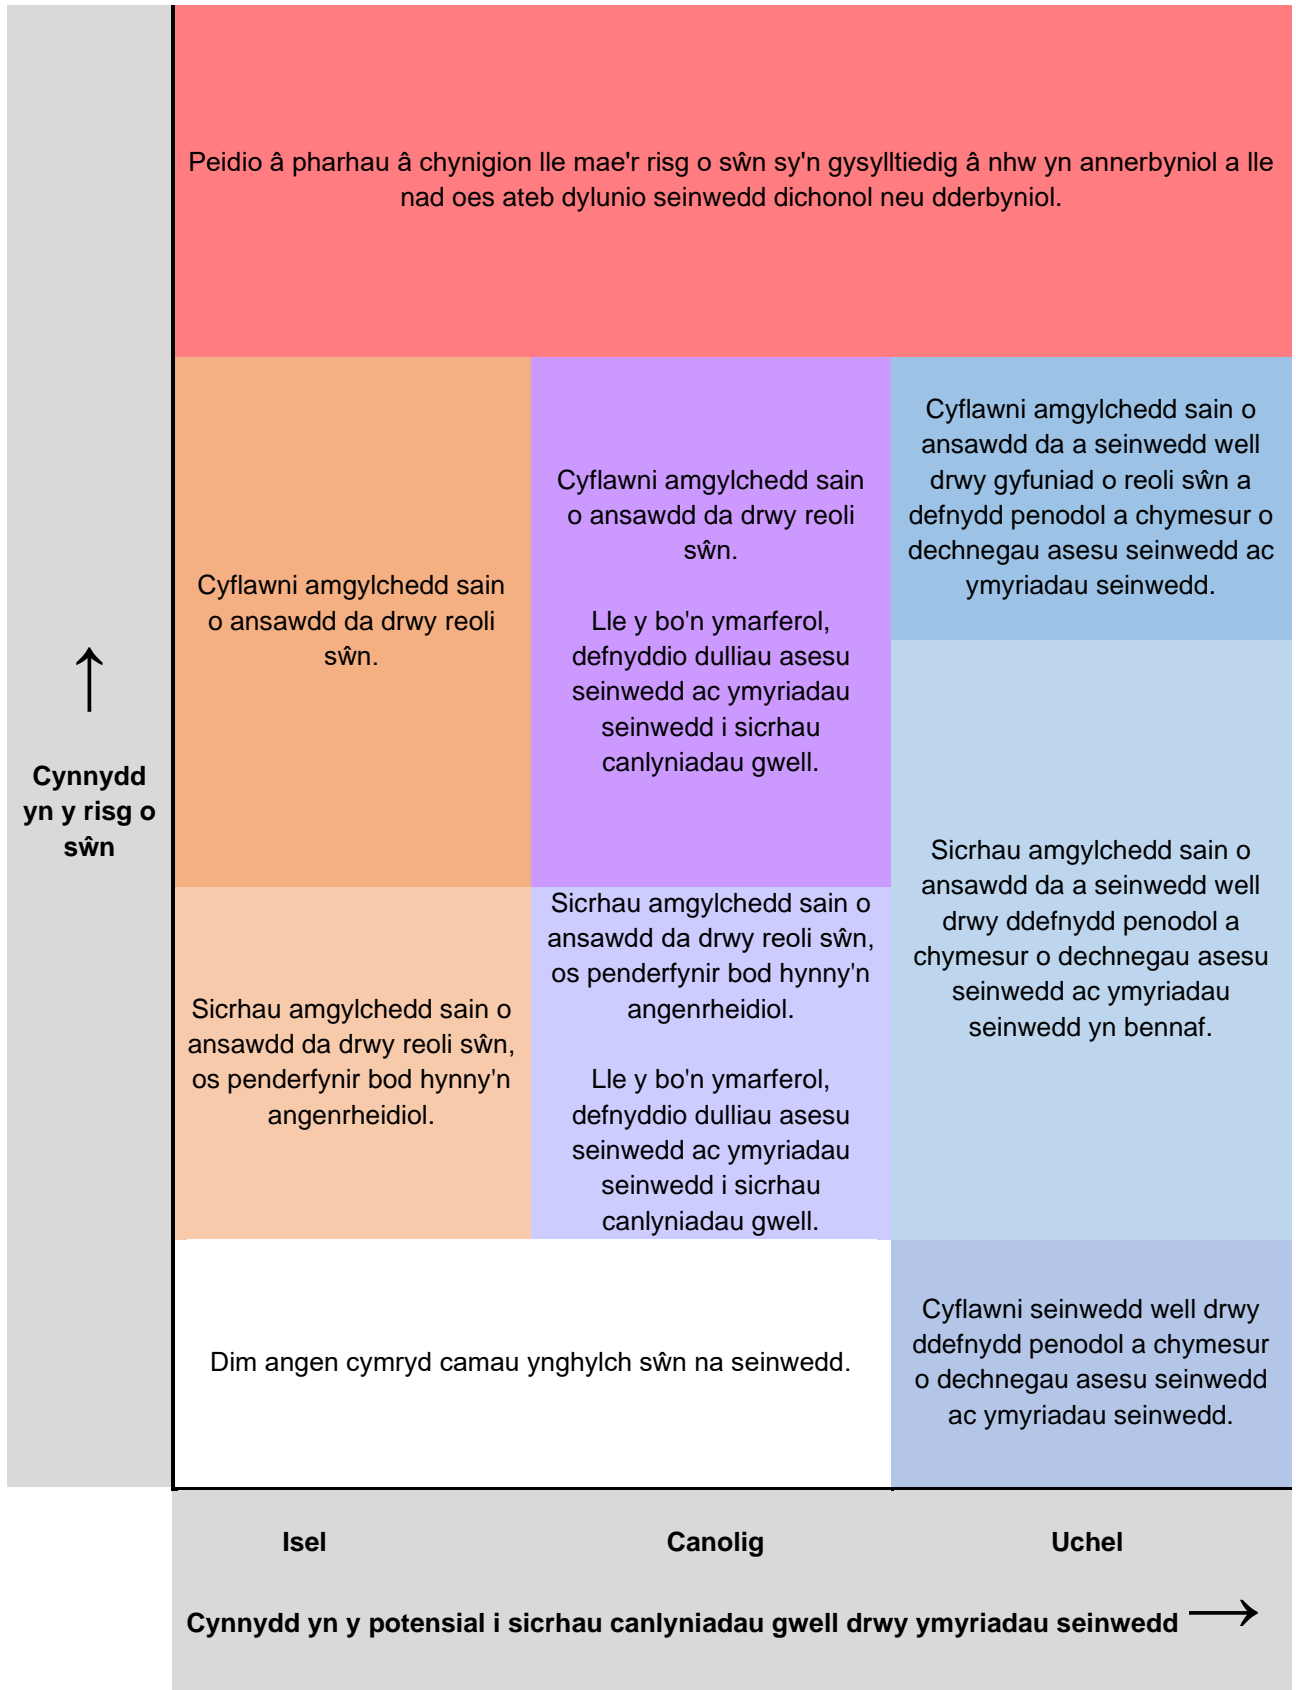 Peidio â pharhau â chynigion lle mae'r risg o sŵn sy'n gysylltiedig â nhw yn annerbyniol a lle
nad oes ateb dylunio seinwedd dichonol neu dderbyniol.
Cyflawni amgylchedd sain
o ansawdd da drwy reoli
sŵn.
Cyflawni amgylchedd sain
o ansawdd da drwy reoli
sŵn.
Lle y bo'n ymarferol,
defnyddio dulliau asesu
seinwedd ac ymyriadau
seinwedd i sicrhau
canlyniadau gwell.
Cyflawni amgylchedd sain o
ansawdd da a seinwedd well
drwy gyfuniad o reoli sŵn a
defnydd penodol a chymesur o
dechnegau asesu seinwedd ac
ymyriadau seinwedd.
↑
Cynnydd
yn y risg o
sŵn
Sicrhau amgylchedd sain o
ansawdd da drwy reoli sŵn,
os penderfynir bod hynny'n
angenrheidiol.
Sicrhau amgylchedd sain o
ansawdd da drwy reoli sŵn,
os penderfynir bod hynny'n
angenrheidiol.
Lle y bo'n ymarferol,
defnyddio dulliau asesu
seinwedd ac ymyriadau
seinwedd i sicrhau
canlyniadau gwell.
Sicrhau amgylchedd sain o
ansawdd da a seinwedd well
drwy ddefnydd penodol a
chymesur o dechnegau asesu
seinwedd ac ymyriadau
seinwedd yn bennaf.
Dim angen cymryd camau ynghylch sŵn na seinwedd.
Cyflawni seinwedd well drwy
ddefnydd penodol a chymesur
o dechnegau asesu seinwedd
ac ymyriadau seinwedd.
Isel Canolig Uchel
Cynnydd yn y potensial i sicrhau canlyniadau gwell drwy ymyriadau seinwedd →